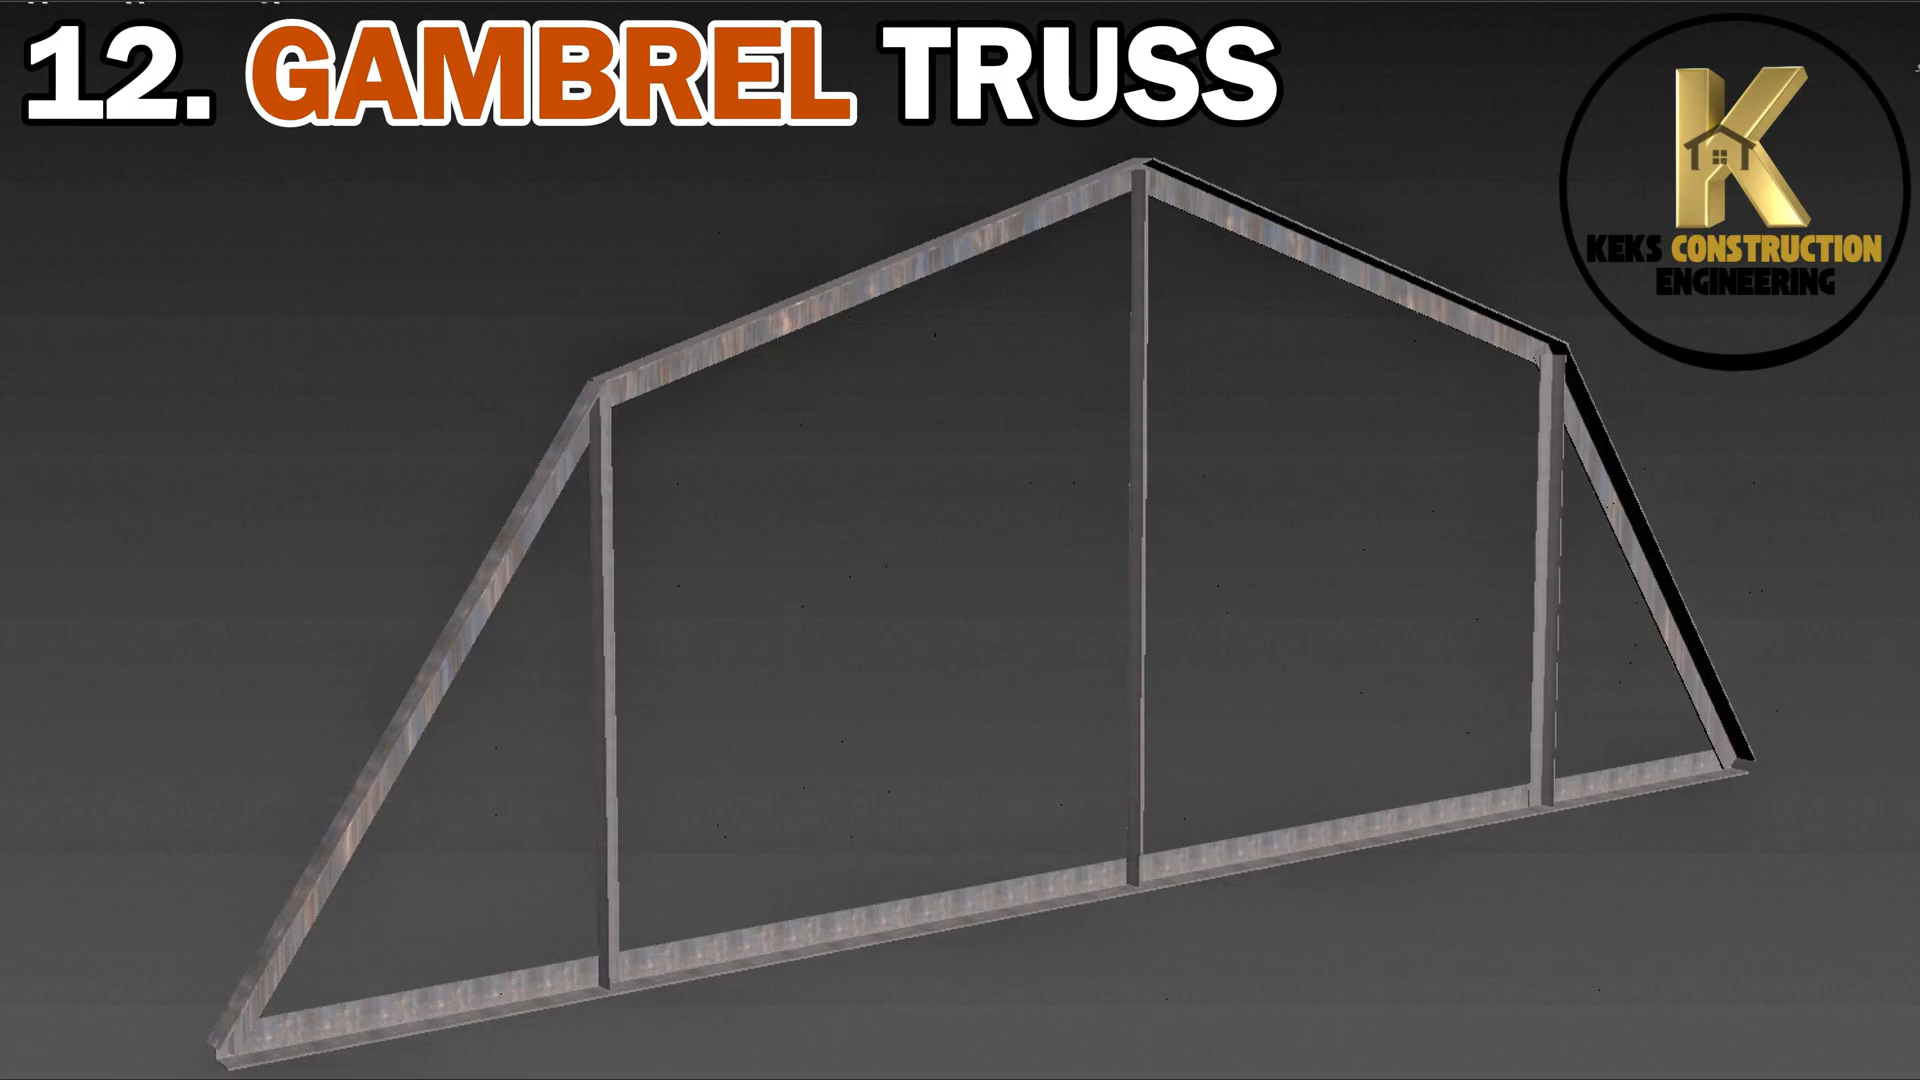 12. GAMBREL TRUSS
K
KEKS CONSTRUCTION
ENGINEERING